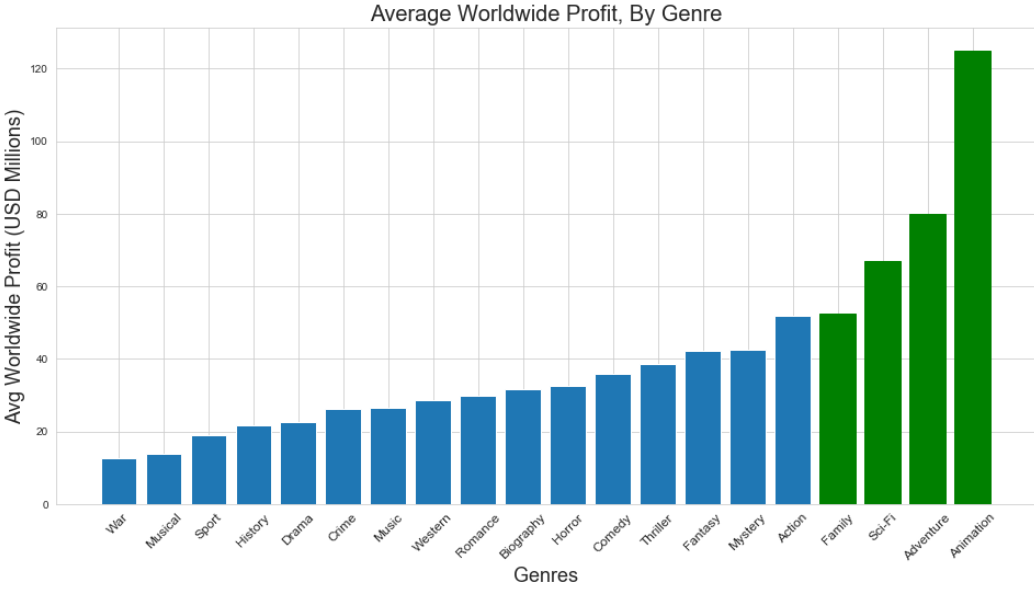 Average Worldwide Profit, By Genre
Avg Worldwide Profit (USD Millions)
120
100
80
60
40
20
0
War
Musical
Sport
History
Drama
Crime
Music
Western
Romance
Biography
Horror
Comedy
Thriller
Fantasy
Mystery
Action
Family
Sci-Fi
Adventure
Animation
Genres